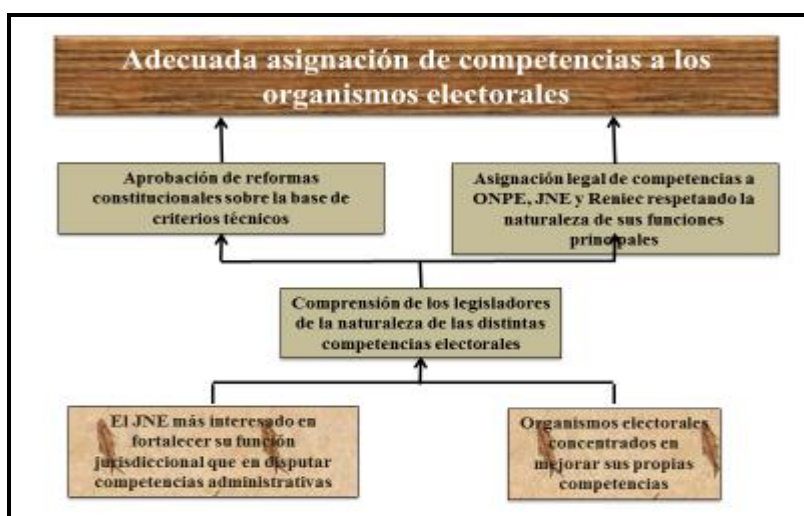 Adecuada asignación de competencias a los
organismos electorales
Aprobación de reformas
constitucionales sobre la base de
criterios técnicos
Asignación legal de competencias a
ONPE, JNE y Reniec respetando la
naturaleza de sus funciones
principales
Comprensión de los legisladores
de la naturaleza de las distintas
competencias electorales
El JNE más interesado en
fortalecer su función
jurisdiccional que en disputar
competencias administrativas
Organismos electorales
concentrados en
mejorar sus propias
competencias